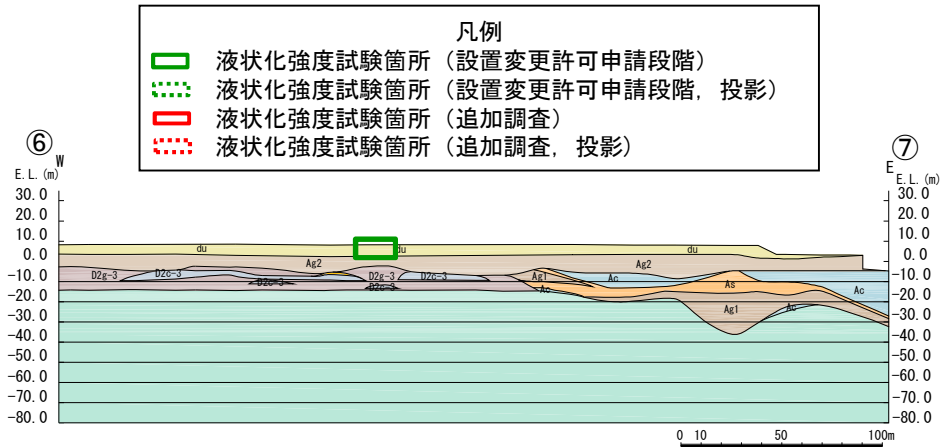 凡例
液状化強度試験箇所（設置変更許可申請段階）
液状化強度試験箇所（設置変更許可申請段階，投影）
液状化強度試験箇所（追加調査）
液状化強度試験箇所（追加調査，投影）
⑥ W
⑦ E
E.L.(m)
E.L.(m)
30.0
30.0
20.0
20.0
10.0
10.0
0.0
0.0
-10.0
-10.0
-20.0
-20.0
-30.0
-30.0
-40.0
-40.0
-50.0
-50.0
-60.0
-60.0
-70.0
-70.0
-80.0
-80.0
du du du
Ag2 Ag2
D2g-3 D2c-3 D2g-3 D2c-3 Ag1 Ac
D2c-3 D2c-3 Ac As Ac
Ag1 Ac
0 10 50 100m